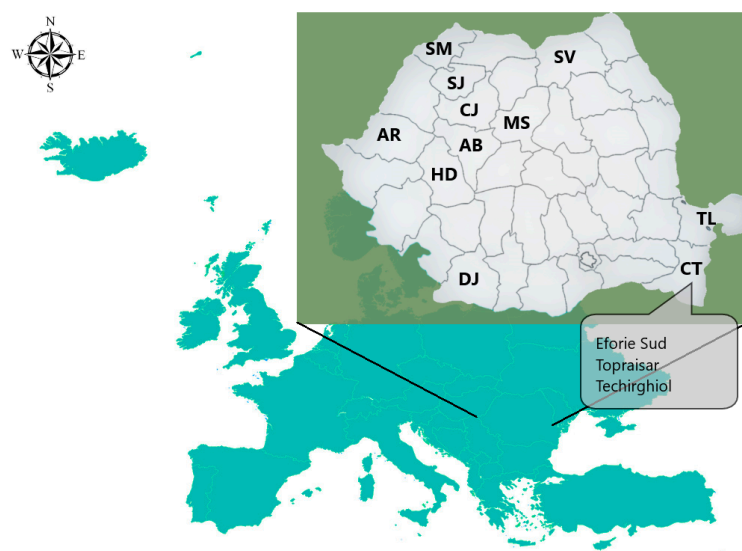 N
W E
S
SM
SV
SJ
CJ
MS
AR
AB
HD
TL
DJ
CT
Eforie Sud
Topraisar
Techirghiol